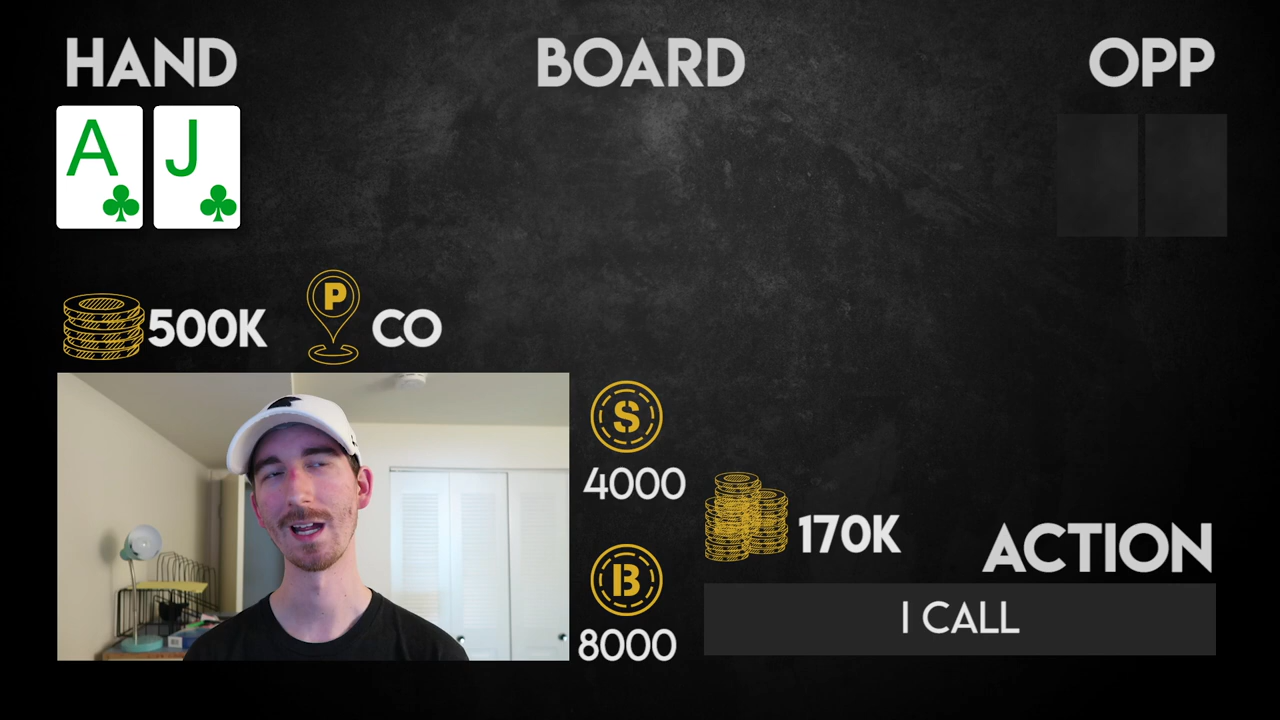 HAND
BOARD
OPP
A
J
500K
P
CO
S
4000
170K
ACTION
B
8000
I CALL